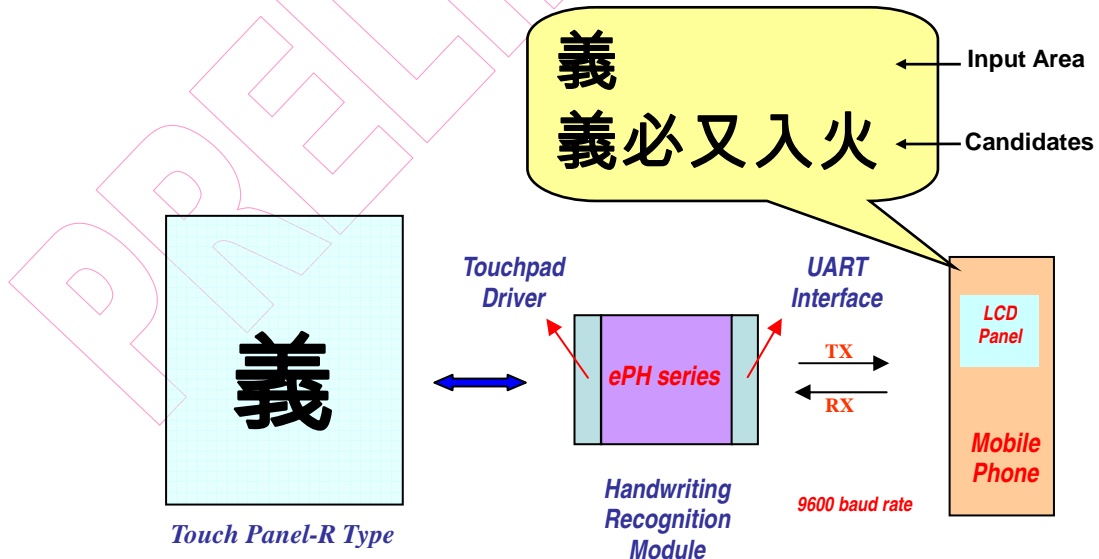 義
Input Area
義必又入火
Candidates
Touchpad
Driver
UART
Interface
LCD
Panel
義
ePH series
TX
RX
Mobile
Phone
Handwriting
Recognition
Module
9600 baud rate
Touch Panel-R Type